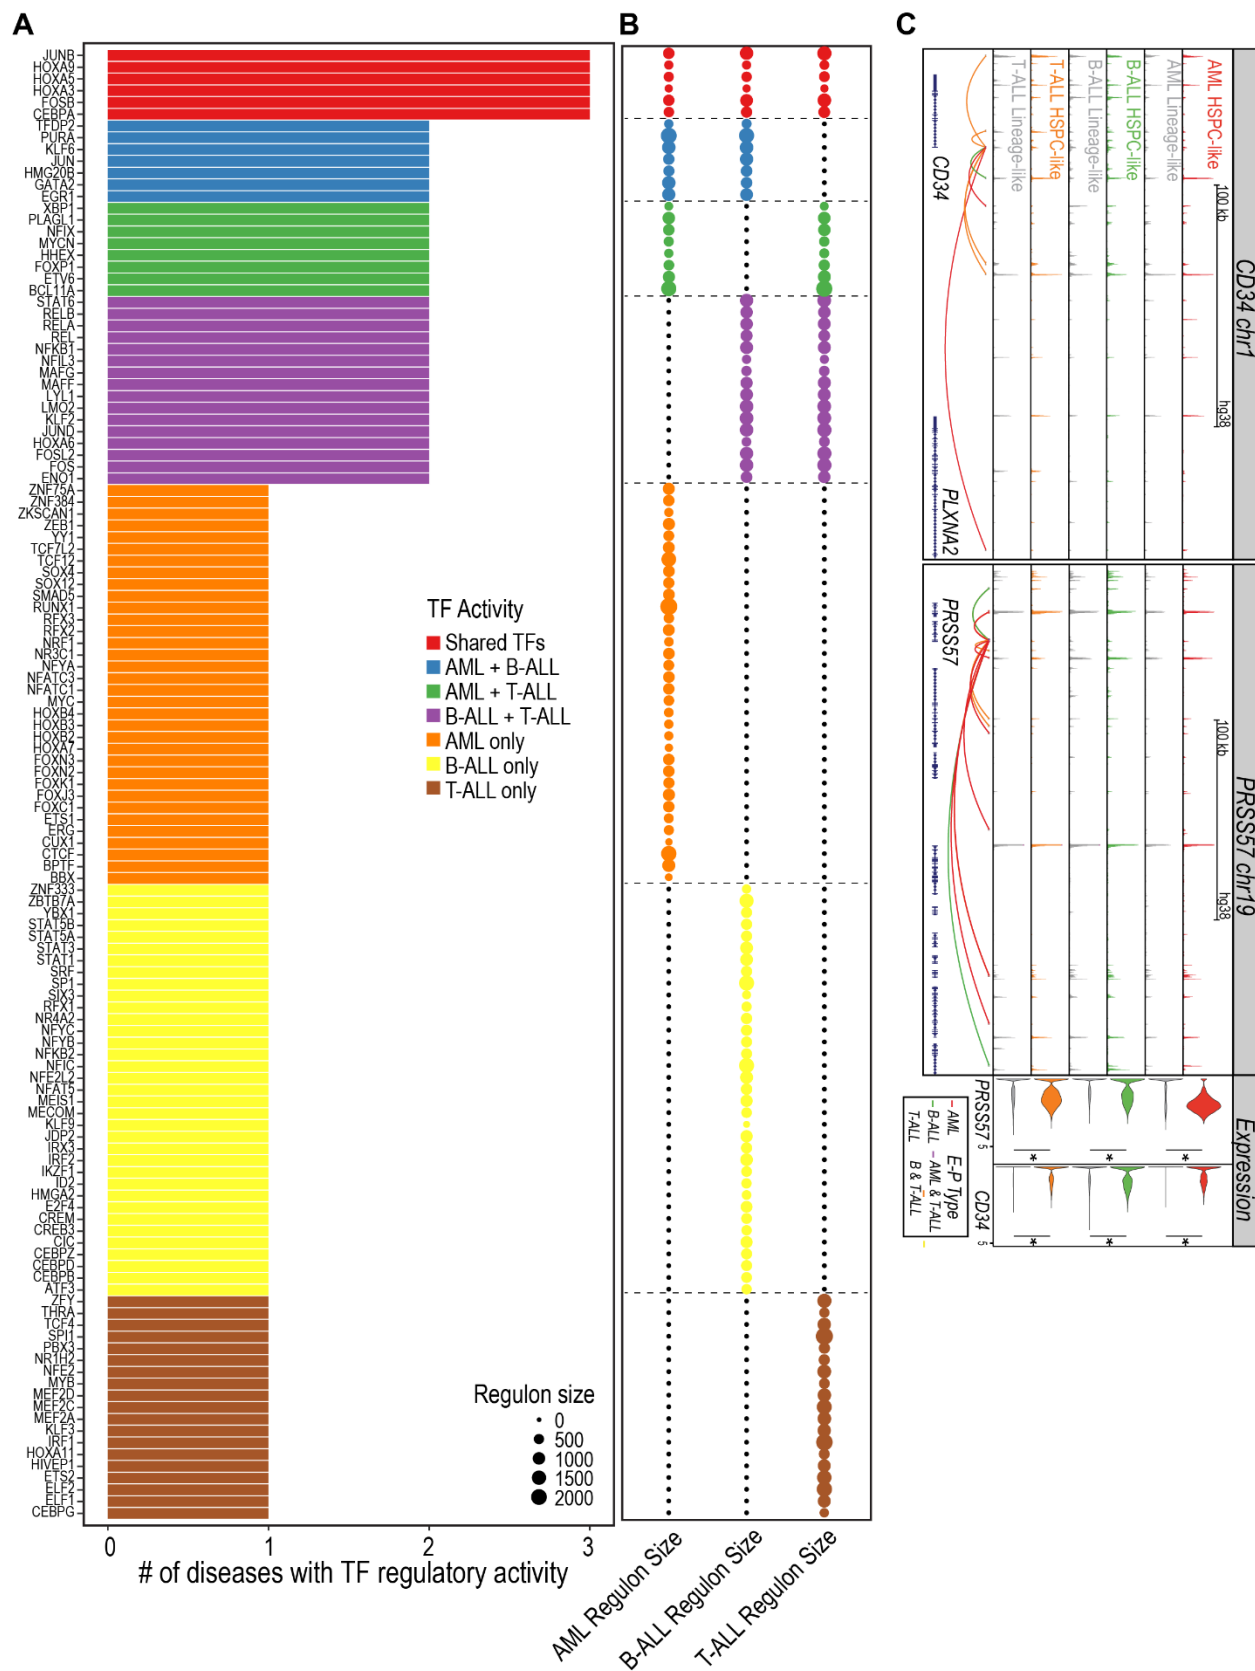 A
JUNB
HOXA9
HOXA5
HOXA3
FOSB
CEBPA
TFDP2
PURA
KLF6
JUN
HMG20B
GATA2
EGR1
XBP1
PLAGL1
NFIX
MYCN
HHEX
FOXP1
ETV6
BCL11A
STAT6
RELB
RELA
REL
NFKB1
NFIL3
MAFG
MAFF
LYL1
LMO2
KLF2
JUND
HOXA6
FOSL2
FOS
ENO1
ZNF75A
ZNF384
ZKSCAN1
ZEB1
YY1
TCF7L2
TCF12
SOX4
SOX12
SMAD5
RUNX1
RFX3
RFX2
NRF1
NR3C1
NFYA
NFATC3
NFATC1
MYC
HOXB4
HOXB3
HOXB2
HOXA7
FOXN3
FOXN2
FOXK1
FOXJ3
FOXC1
ETS1
ERG
CUX1
CTCF
BPTF
BBX
ZNF333
ZBTB7A
YBX1
STAT5B
STAT5A
STAT3
STAT1
SRF
SP1
SIX3
RFX1
NR4A2
NFYC
NFYB
NFKB2
NFIC
NFE2L2
NFAT5
MEIS1
MECOM
KLF9
JDP2
IRX3
IRF2
IKZF1
ID2
HMGA2
E2F4
CREM
CREB3
CIC
CEBPZ
CEBPD
CEBPB
ATF3
ZFY
THRA
TCF4
SPI1
PBX3
NR1H2
NFE2
MYB
MEF2D
MEF2C
MEF2A
KLF3
IRF1
HOXA11
HIVEP1
ETS2
ELF2
ELF1
CEBPG
0 1 2 3
# of diseases with TF regulatory activity
TF Activity
Shared TFs
AML + B-ALL
AML + T-ALL
B-ALL + T-ALL
AML only
B-ALL only
T-ALL only
Regulon size
0
500
1000
1500
2000
B
AML Regulon Size
B-ALL Regulon Size
T-ALL Regulon Size
C
CD34 chr1
100 kb
hg38
AML HSPC-like
AML Lineage-like
B-ALL HSPC-like
B-ALL Lineage-like
T-ALL HSPC-like
T-ALL Lineage-like
CD34
PLXNA2
PRSS57 chr19
100 kb
hg38
PRSS57
Expression
PRSS57 5
CD34 5
*
*
*
*
*
*
E-P Type
AML
B-ALL
T-ALL
AML & T-ALL
B & T-ALL